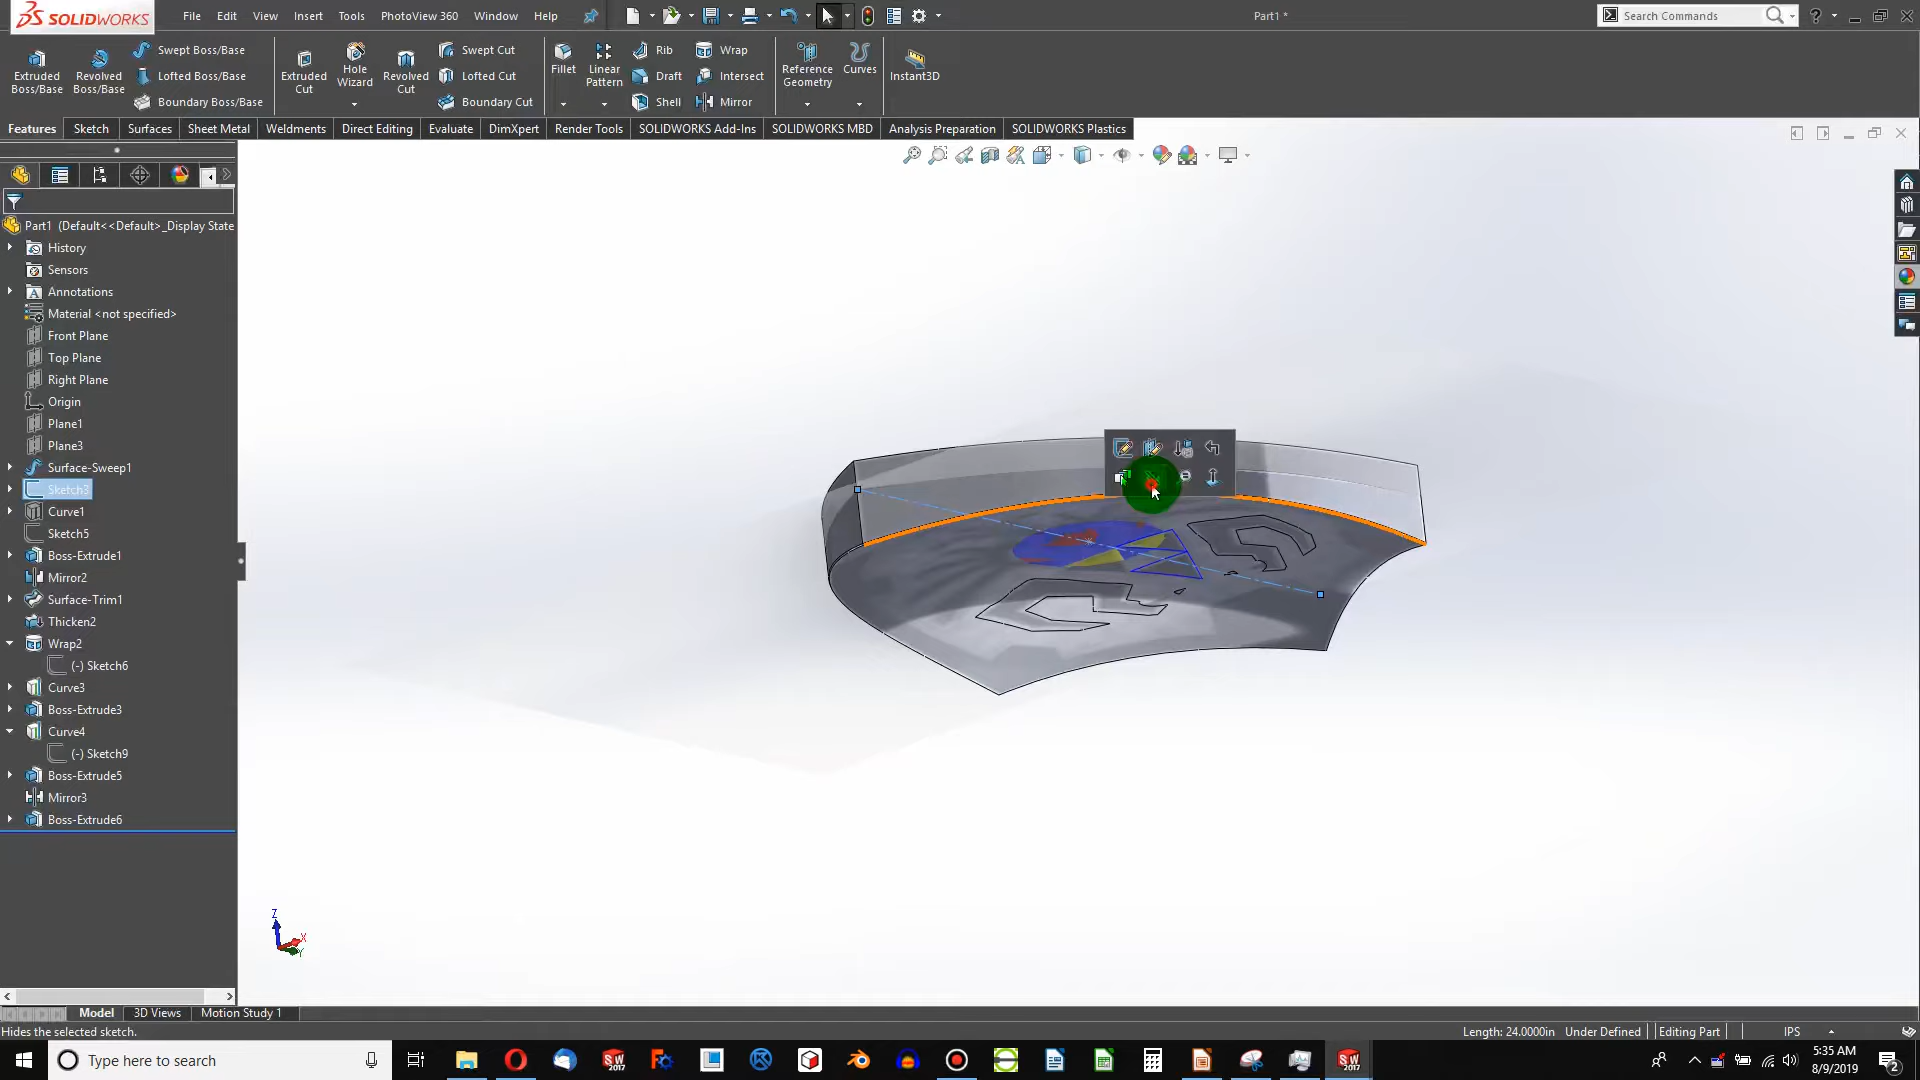 SOLIDWORKS File Edit View Insert Tools PhotoView 360 Window Help Part1 * Search Commands
Extruded Boss/Base
Revolved Boss/Base
Swept Boss/Base
Lofted Boss/Base
Boundary Boss/Base
Extruded Cut
Hole Wizard
Revolved Cut
Swept Cut
Lofted Cut
Boundary Cut
Fillet
Linear Pattern
Rib
Draft
Shell
Wrap
Intersect
Mirror
Reference Geometry
Curves
Instant3D
Features Sketch Surfaces Sheet Metal Weldments Direct Editing Evaluate DimXpert Render Tools SOLIDWORKS Add-Ins SOLIDWORKS MBD Analysis Preparation SOLIDWORKS Plastics
Part1 (Default<<Default>_Display State
History
Sensors
Annotations
Material <not specified>
Front Plane
Top Plane
Right Plane
Origin
Plane1
Plane3
Surface-Sweep1
Sketch3
Curve1
Sketch5
Boss-Extrude1
Mirror2
Surface-Trim1
Thicken2
Wrap2
(-) Sketch6
Curve3
Boss-Extrude3
Curve4
(-) Sketch9
Boss-Extrude5
Mirror3
Boss-Extrude6
Z
X
Y
Model 3D Views Motion Study 1
Hides the selected sketch. Length: 24.0000in Under Defined Editing Part IPS
Type here to search
SW 2017
SW 2017
5:35 AM
8/9/2019
2